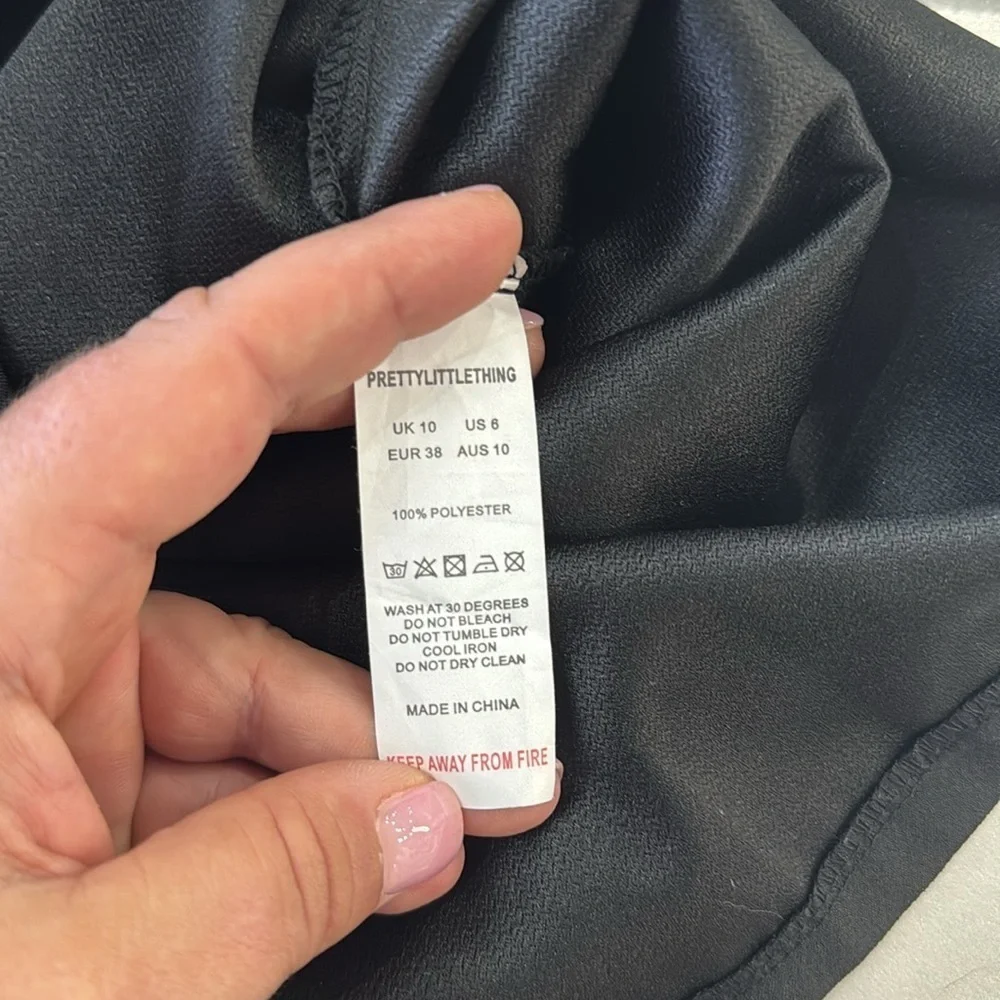 PRETTYLITTLETHING
UK 10 US 6
EUR 38 AUS 10
100% POLYESTER
30
WASH AT 30 DEGREES
DO NOT BLEACH
DO NOT TUMBLE DRY
COOL IRON
DO NOT DRY CLEAN
MADE IN CHINA
KEEP AWAY FROM FIRE